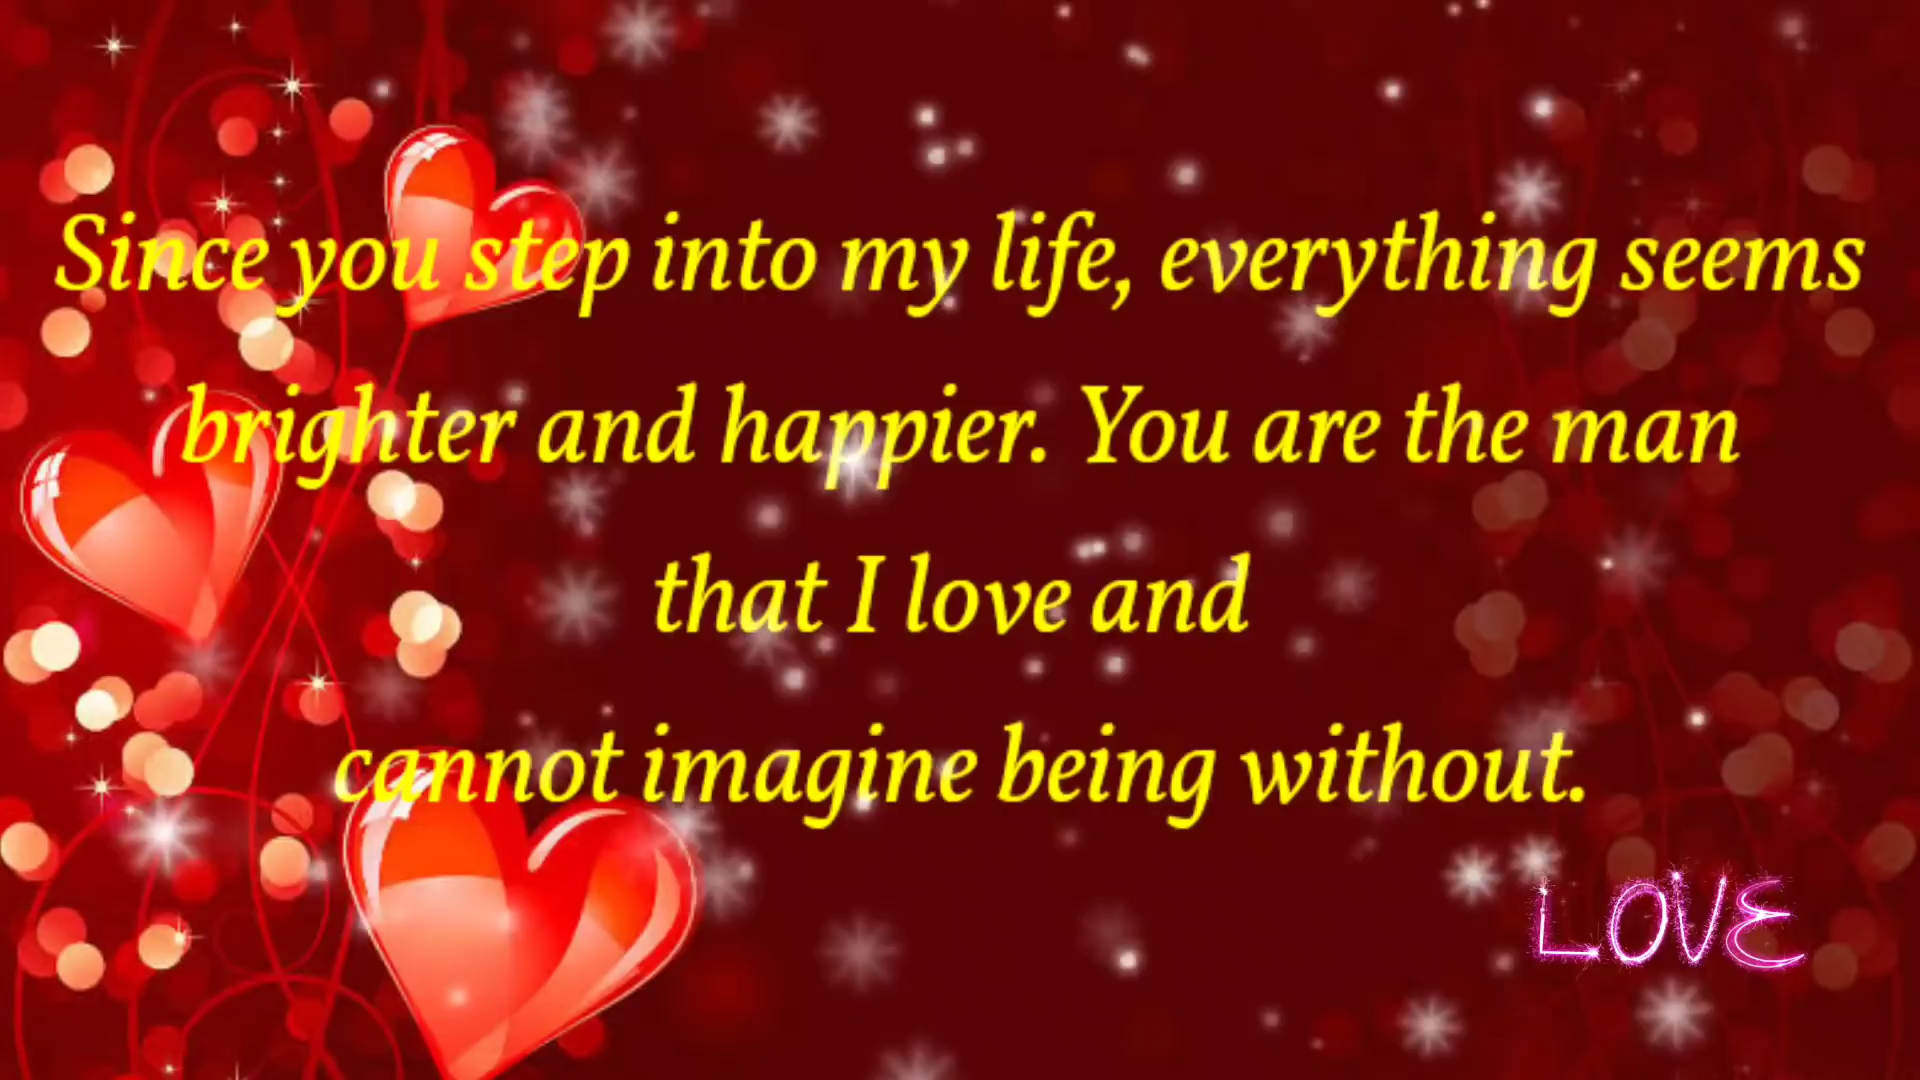 Since you step into my life, everything seems
brighter and happier. You are the man
that I love and
cannot imagine being without.
LOVE